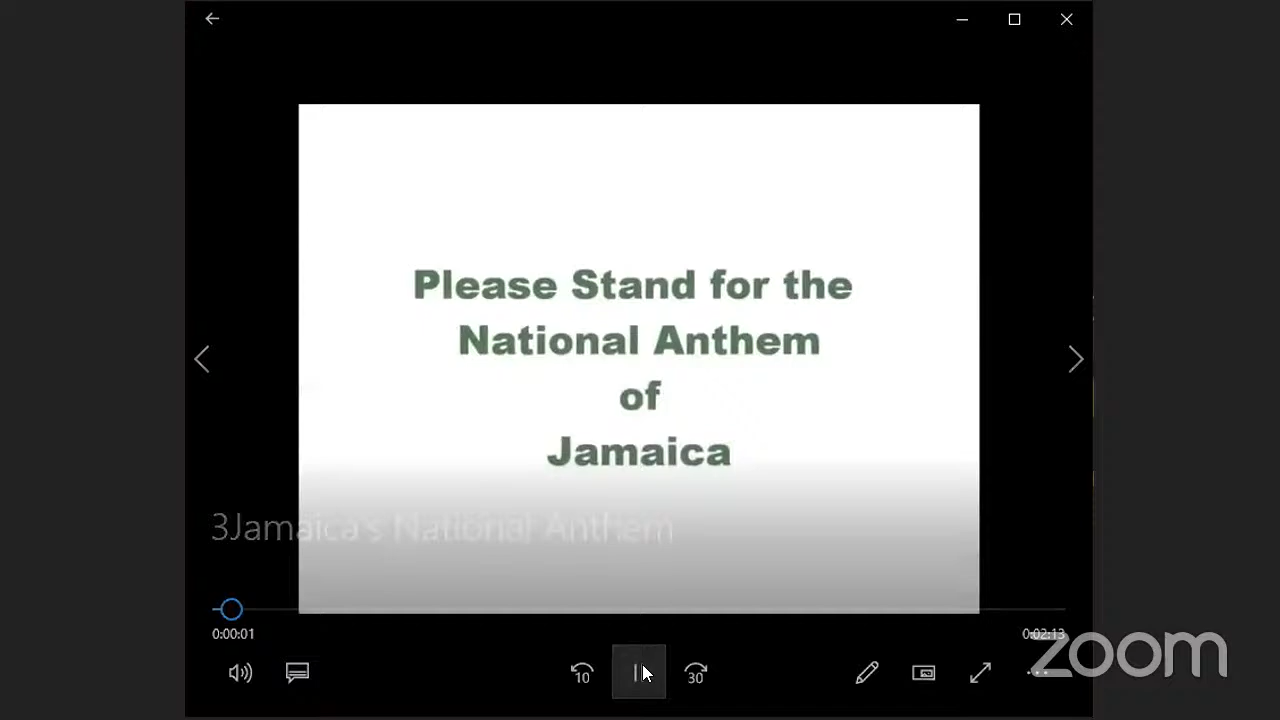 Please Stand for the
National Anthem
of
Jamaica
3Jamaica's National Anthem
0:00:01
0:02:13
10
30
zoom